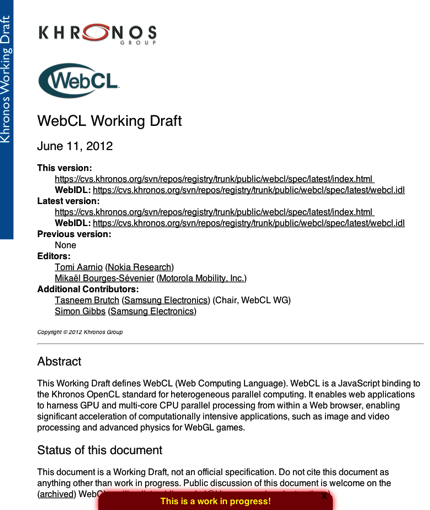 Khronos Working Draft
KHRONOS
GROUP
WebCL
WebCL Working Draft
June 11, 2012
This version:
https://cvs.khronos.org/svn/repos/registry/trunk/public/webcl/spec/latest/index.html
WebIDL: https://cvs.khronos.org/svn/repos/registry/trunk/public/webcl/spec/latest/webcl.idl
Latest version:
https://cvs.khronos.org/svn/repos/registry/trunk/public/webcl/spec/latest/index.html
WebIDL: https://cvs.khronos.org/svn/repos/registry/trunk/public/webcl/spec/latest/webcl.idl
Previous version:
None
Editors:
Tomi Aarnio (Nokia Research)
Mikaël Bourges-Sévenier (Motorola Mobility, Inc.)
Additional Contributors:
Tasneem Brutch (Samsung Electronics) (Chair, WebCL WG)
Simon Gibbs (Samsung Electronics)
Copyright © 2012 Khronos Group
Abstract
This Working Draft defines WebCL (Web Computing Language). WebCL is a JavaScript binding to
the Khronos OpenCL standard for heterogeneous parallel computing. It enables web applications
to harness GPU and multi-core CPU parallel processing from within a Web browser, enabling
significant acceleration of computationally intensive applications, such as image and video
processing and advanced physics for WebGL games.
Status of this document
This document is a Working Draft, not an official specification. Do not cite this document as
anything other than work in progress. Public discussion of this document is welcome on the
(archived) WebCL
This is a work in progress!